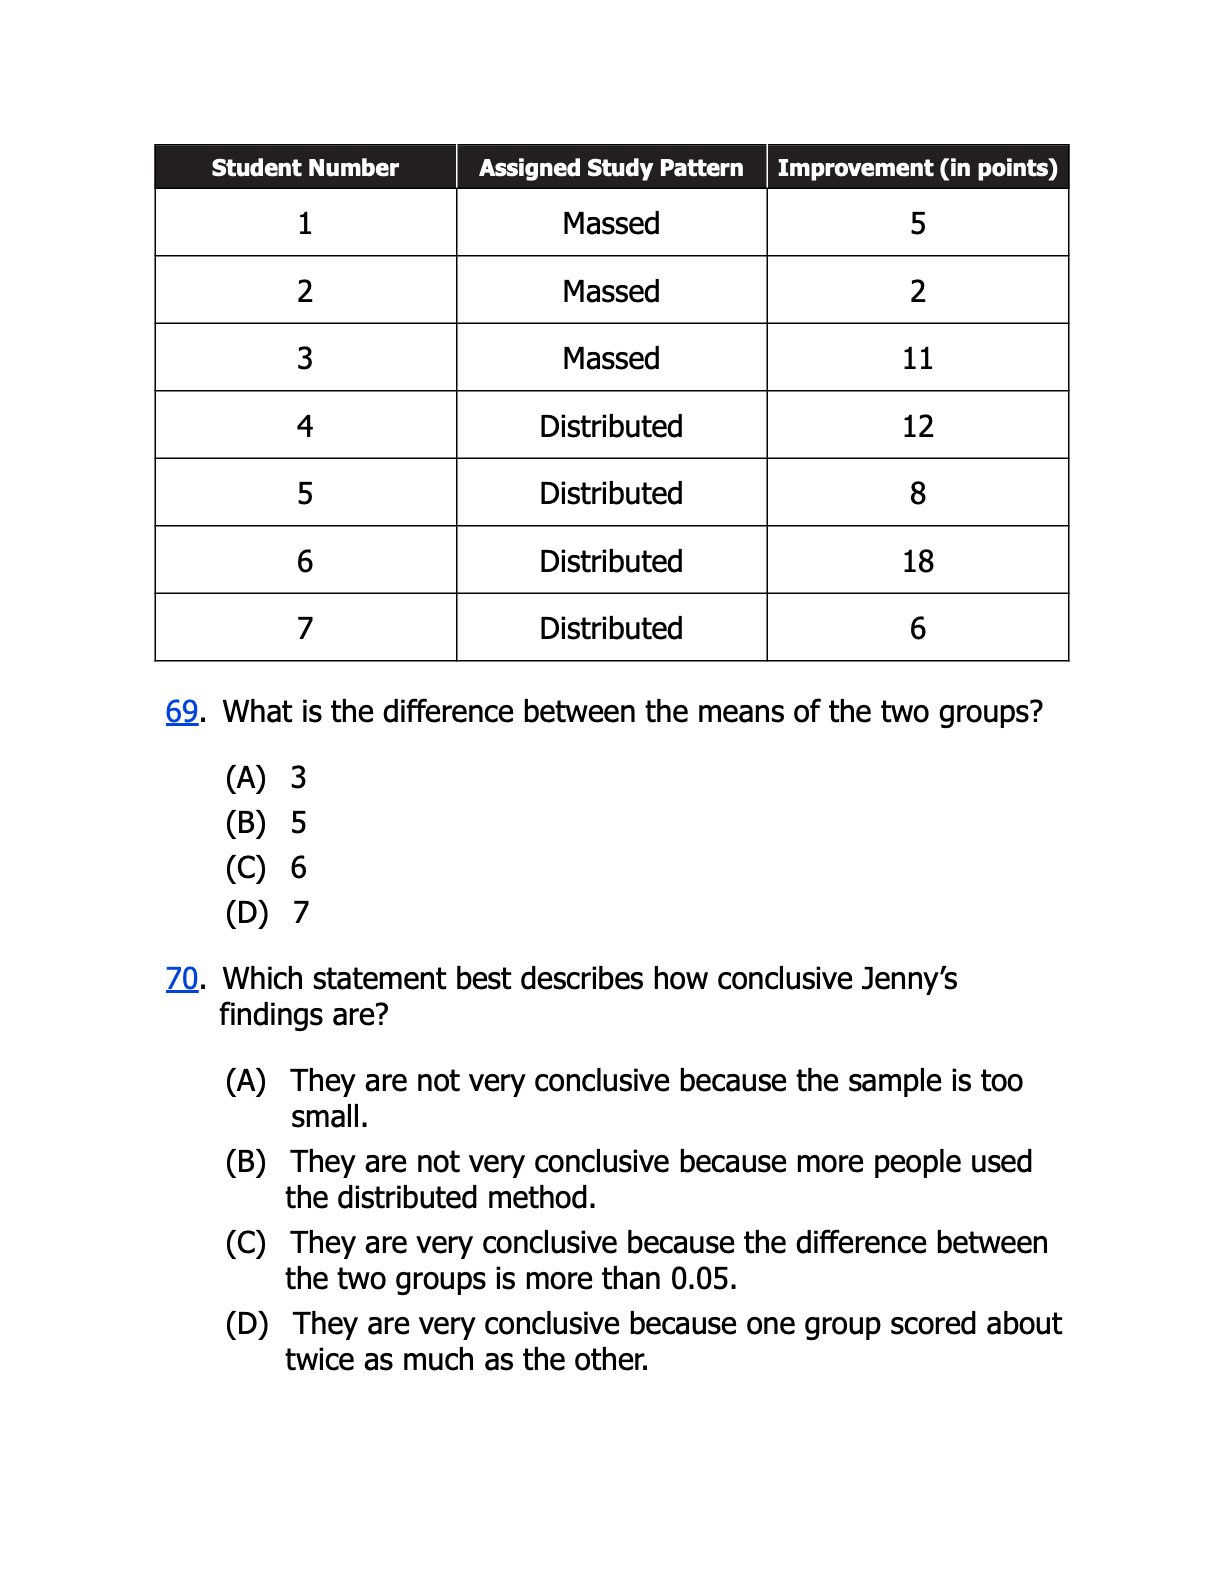 Student Number Assigned Study Pattern Improvement (in points)
1 Massed 5
2 Massed 2
3 Massed 11
4 Distributed 12
5 Distributed 8
6 Distributed 18
7 Distributed 6
69. What is the difference between the means of the two groups?
(A) 3
(B) 5
(C) 6
(D) 7
70. Which statement best describes how conclusive Jenny’s
findings are?
(A) They are not very conclusive because the sample is too
small.
(B) They are not very conclusive because more people used
the distributed method.
(C) They are very conclusive because the difference between
the two groups is more than 0.05.
(D) They are very conclusive because one group scored about
twice as much as the other.